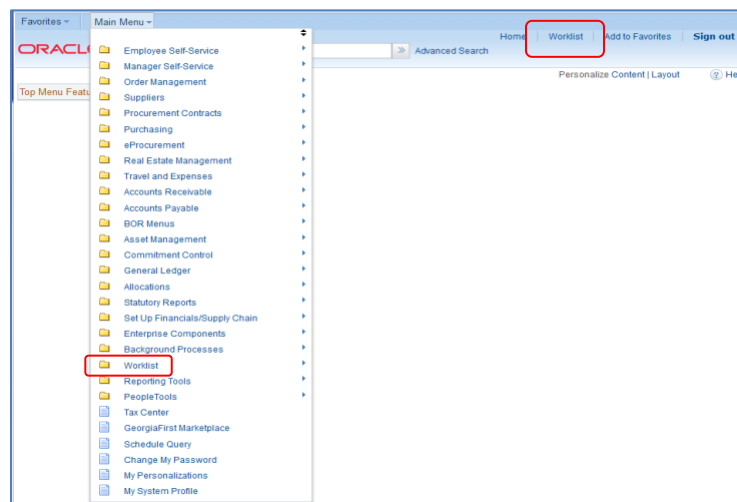 Favorites Main Menu
Home Worklist Add to Favorites Sign out
ORACL
Advanced Search
Personalize Content | Layout ? He
Top Menu Featu
Employee Self-Service
Manager Self-Service
Order Management
Suppliers
Procurement Contracts
Purchasing
eProcurement
Real Estate Management
Travel and Expenses
Accounts Receivable
Accounts Payable
BOR Menus
Asset Management
Commitment Control
General Ledger
Allocations
Statutory Reports
Set Up Financials/Supply Chain
Enterprise Components
Background Processes
Worklist
Reporting Tools
PeopleTools
Tax Center
GeorgiaFirst Marketplace
Schedule Query
Change My Password
My Personalizations
My System Profile